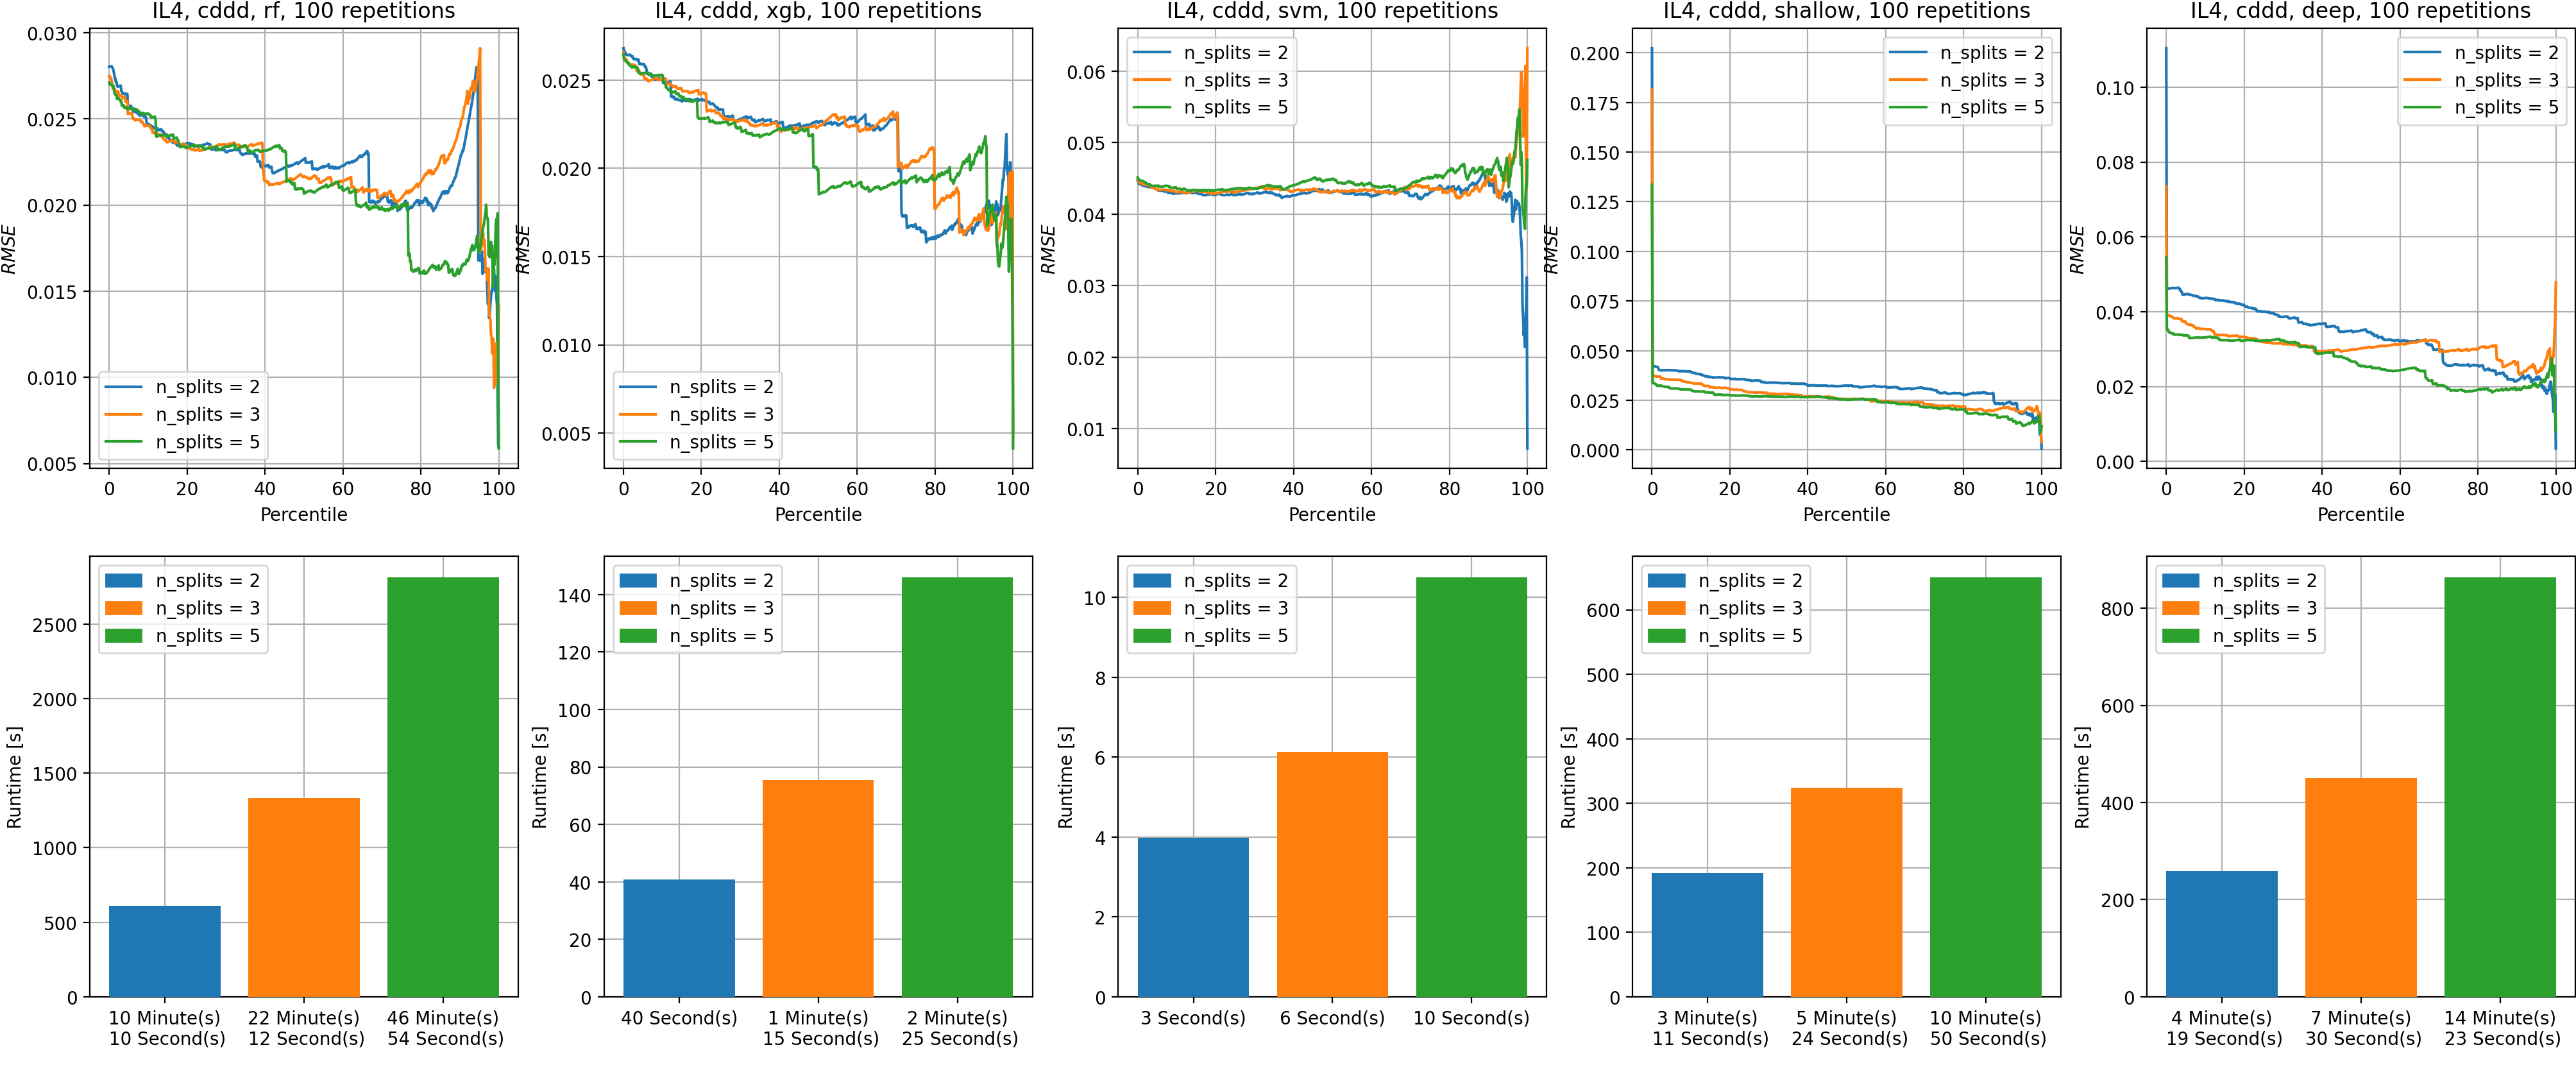 IL4, cddd, rf, 100 repetitions
0.030
0.025
0.020
0.015
0.010
0.005
RMSE
n_splits = 2
n_splits = 3
n_splits = 5
0 20 40 60 80 100
Percentile
IL4, cddd, xgb, 100 repetitions
0.025
0.020
0.015
0.010
0.005
RMSE
n_splits = 2
n_splits = 3
n_splits = 5
0 20 40 60 80 100
Percentile
IL4, cddd, svm, 100 repetitions
n_splits = 2
n_splits = 3
n_splits = 5
0.06
0.05
0.04
0.03
0.02
0.01
RMSE
0 20 40 60 80 100
Percentile
IL4, cddd, shallow, 100 repetitions
n_splits = 2
n_splits = 3
n_splits = 5
0.200
0.175
0.150
0.125
0.100
0.075
0.050
0.025
0.000
RMSE
0 20 40 60 80 100
Percentile
IL4, cddd, deep, 100 repetitions
n_splits = 2
n_splits = 3
n_splits = 5
0.10
0.08
0.06
0.04
0.02
0.00
RMSE
0 20 40 60 80 100
Percentile
n_splits = 2
n_splits = 3
n_splits = 5
2500
2000
1500
1000
500
0
Runtime [s]
10 Minute(s) 22 Minute(s) 46 Minute(s)
10 Second(s) 12 Second(s) 54 Second(s)
n_splits = 2
n_splits = 3
n_splits = 5
140
120
100
80
60
40
20
0
Runtime [s]
40 Second(s) 1 Minute(s) 2 Minute(s)
15 Second(s) 25 Second(s)
n_splits = 2
n_splits = 3
n_splits = 5
10
8
6
4
2
0
Runtime [s]
3 Second(s) 6 Second(s) 10 Second(s)
n_splits = 2
n_splits = 3
n_splits = 5
600
500
400
300
200
100
0
Runtime [s]
3 Minute(s) 5 Minute(s) 10 Minute(s)
11 Second(s) 24 Second(s) 50 Second(s)
n_splits = 2
n_splits = 3
n_splits = 5
800
600
400
200
0
Runtime [s]
4 Minute(s) 7 Minute(s) 14 Minute(s)
19 Second(s) 30 Second(s) 23 Second(s)